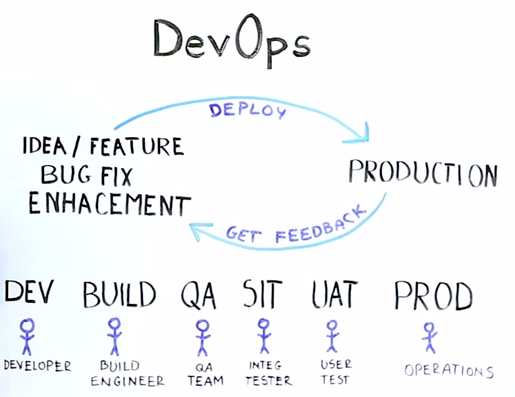 DevOps
DEPLOY
IDEA / FEATURE
BUG FIX
ENHACEMENT
PRODUCTION
GET FEEDBACK
DEV BUILD QA SIT UAT PROD
DEVELOPER BUILD ENGINEER QA TEAM INTEG TESTER USER TEST OPERATIONS